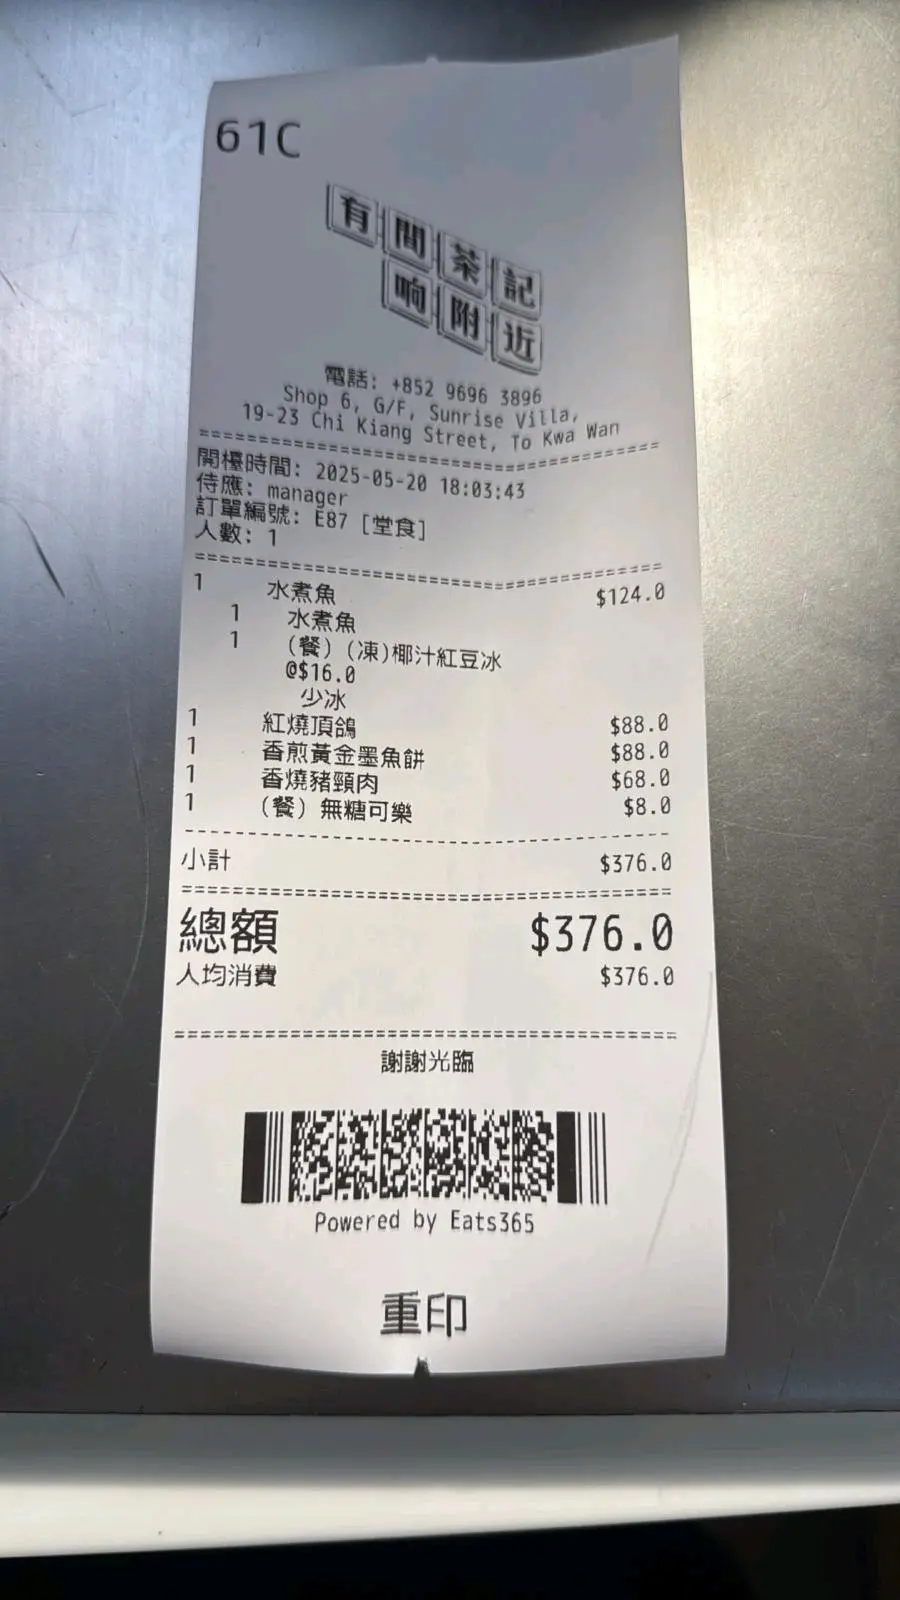 61C
有間茶記
响附近
電話: +852 9696 3896
Shop 6, G/F, Sunrise Villa,
19-23 Chi Kiang Street, To Kwa Wan
開檯時間: 2025-05-20 18:03:43
侍應: manager
訂單編號: E87 [堂食]
人數: 1
1 水煮魚 $124.0
1 水煮魚
1 (餐) (凍)椰汁紅豆冰
@$16.0
少冰
1 紅燒頂鴿 $88.0
1 香煎黃金墨魚餅 $88.0
1 香燒豬頸肉 $68.0
1 (餐) 無糖可樂 $8.0
小計 $376.0
總額 $376.0
人均消費 $376.0
謝謝光臨
Powered by Eats365
重印